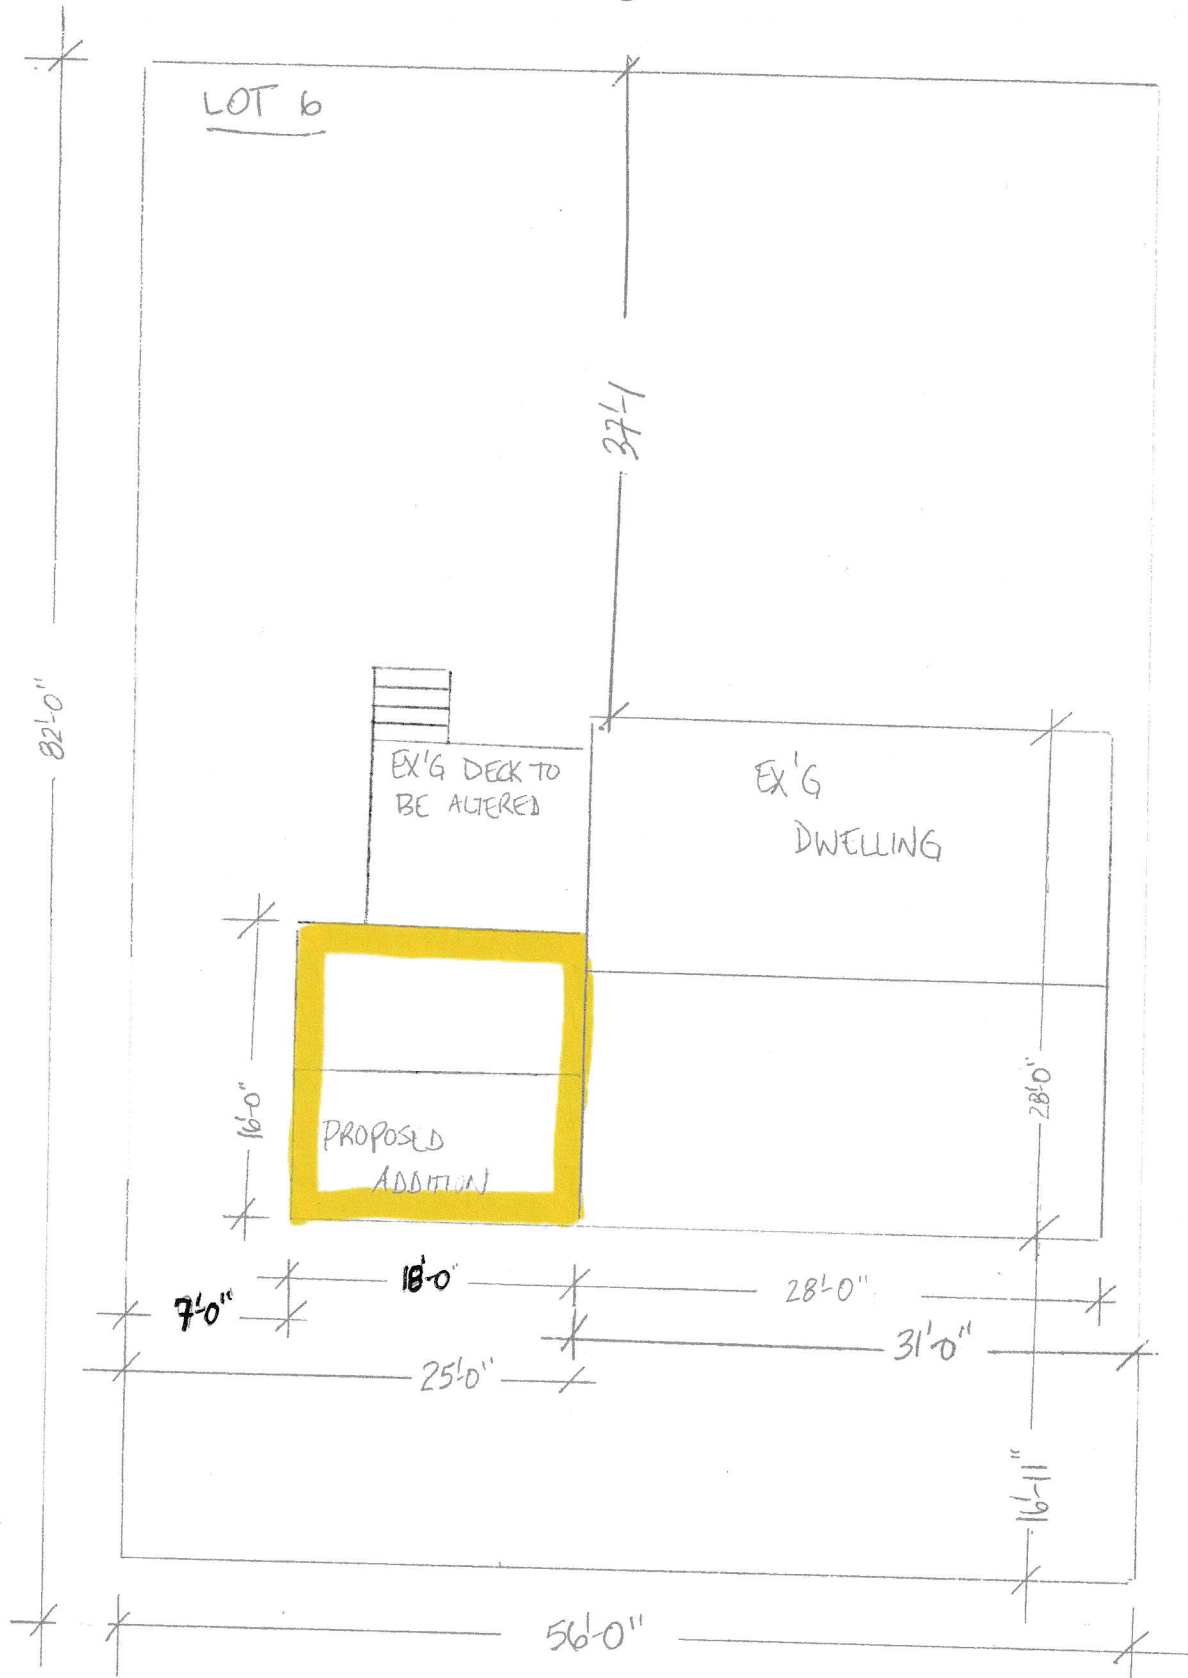 LOT 6
37'-1
82'-0"
EX'G DECK TO
BE ALTERED
EX'G
DWELLING
16'-0"
28'-0"
PROPOSED
ADDITION
18'-0"
28'-0"
7'-0"
31'-0"
25'-0"
16'-11"
56'-0"